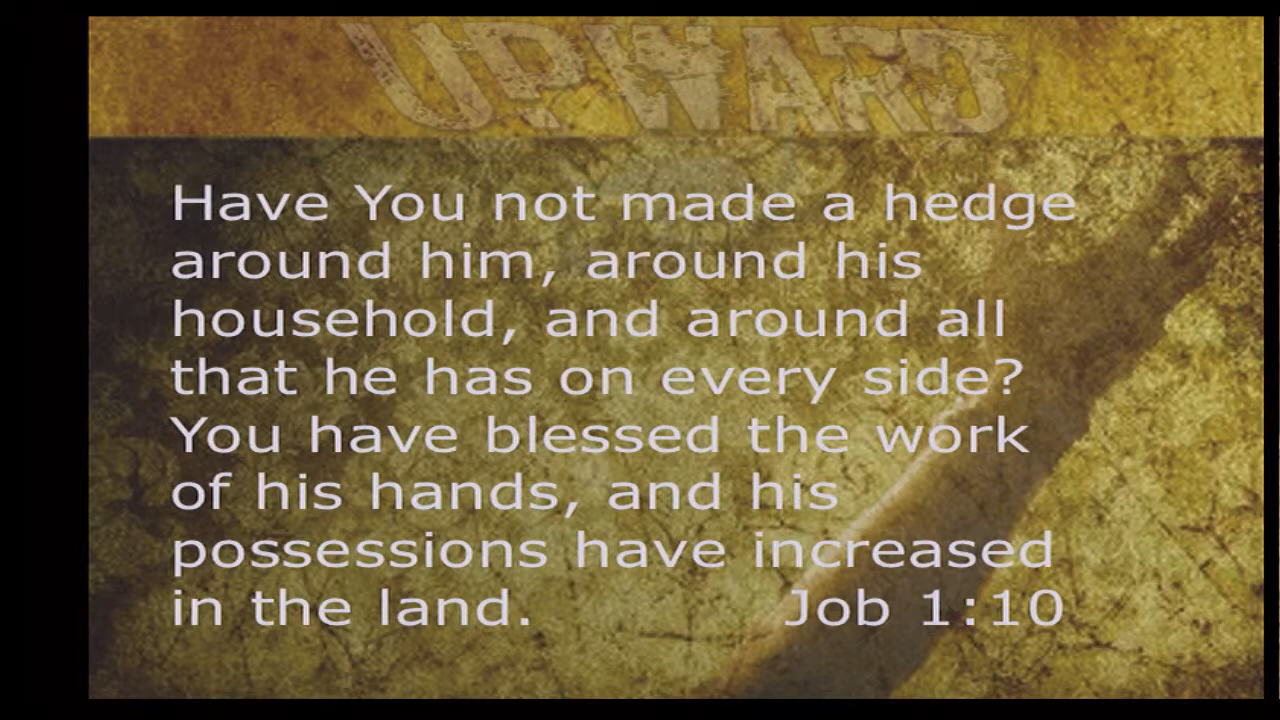 UPWARD
Have You not made a hedge
around him, around his
household, and around all
that he has on every side?
You have blessed the work
of his hands, and his
possessions have increased
in the land. Job 1:10